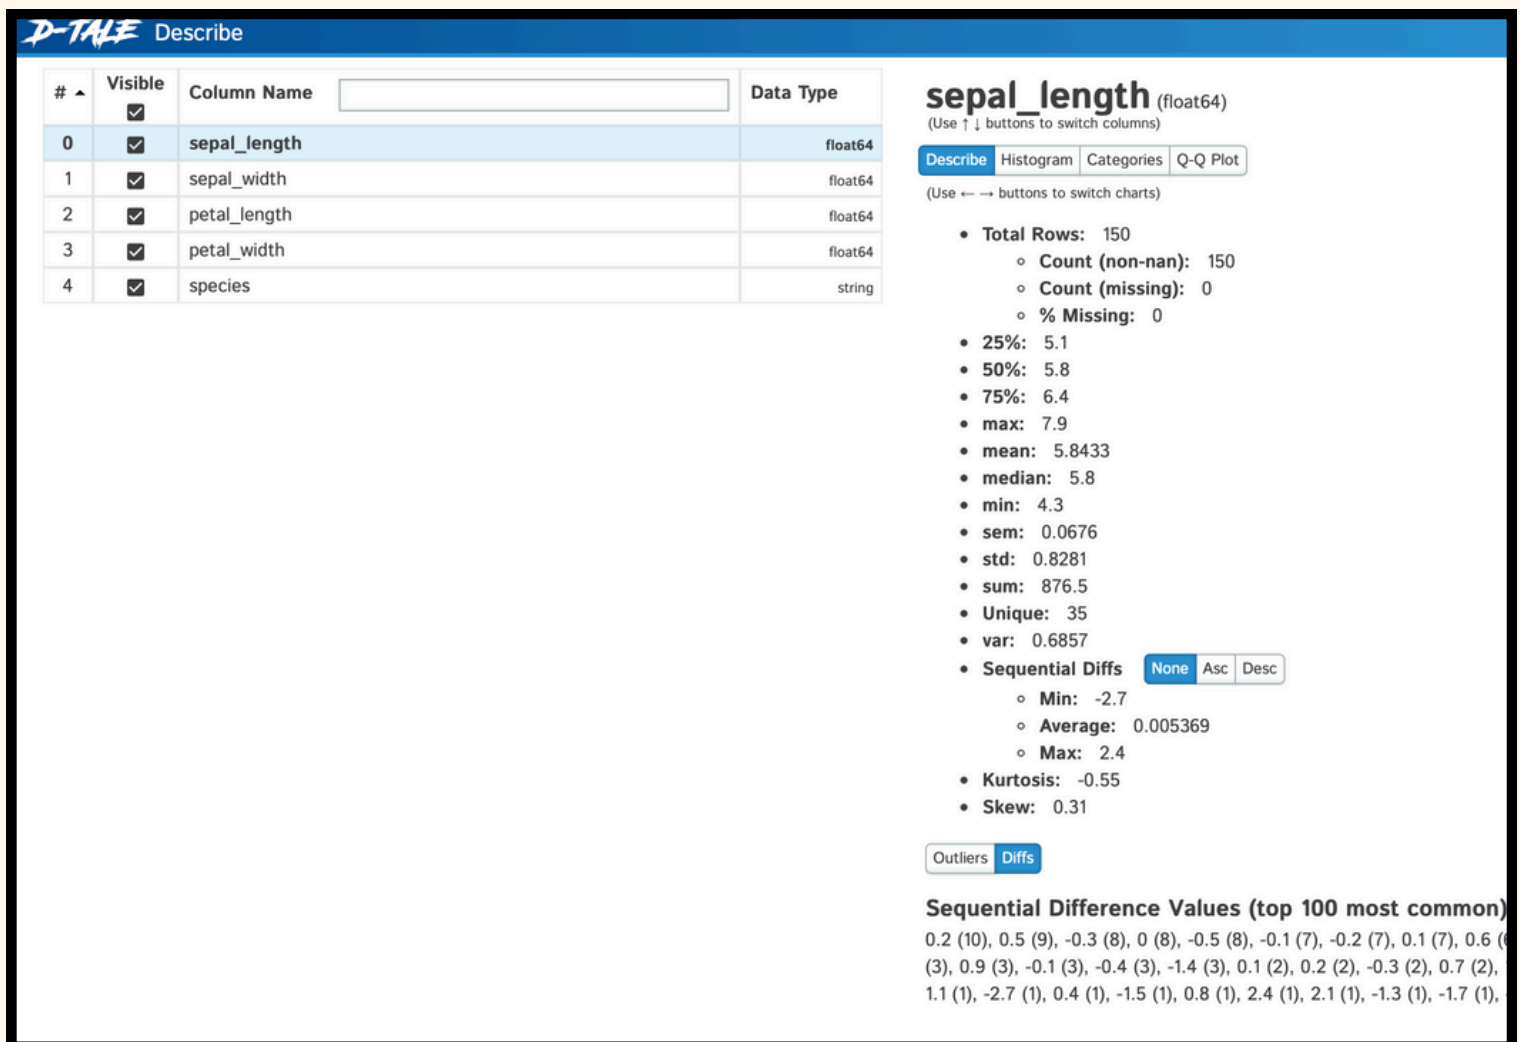 D-TALE Describe
# Visible Column Name Data Type
0 sepal_length float64
1 sepal_width float64
2 petal_length float64
3 petal_width float64
4 species string
sepal_length (float64)
(Use ↑ ↓ buttons to switch columns)
Describe Histogram Categories Q-Q Plot
(Use ← → buttons to switch charts)
Total Rows: 150
Count (non-nan): 150
Count (missing): 0
% Missing: 0
25%: 5.1
50%: 5.8
75%: 6.4
max: 7.9
mean: 5.8433
median: 5.8
min: 4.3
sem: 0.0676
std: 0.8281
sum: 876.5
Unique: 35
var: 0.6857
Sequential Diffs None Asc Desc
Min: -2.7
Average: 0.005369
Max: 2.4
Kurtosis: -0.55
Skew: 0.31
Outliers Diffs
Sequential Difference Values (top 100 most common)
0.2 (10), 0.5 (9), -0.3 (8), 0 (8), -0.5 (8), -0.1 (7), -0.2 (7), 0.1 (7), 0.6
(3), 0.9 (3), -0.1 (3), -0.4 (3), -1.4 (3), 0.1 (2), 0.2 (2), -0.3 (2), 0.7 (2),
1.1 (1), -2.7 (1), 0.4 (1), -1.5 (1), 0.8 (1), 2.4 (1), 2.1 (1), -1.3 (1), -1.7 (1),